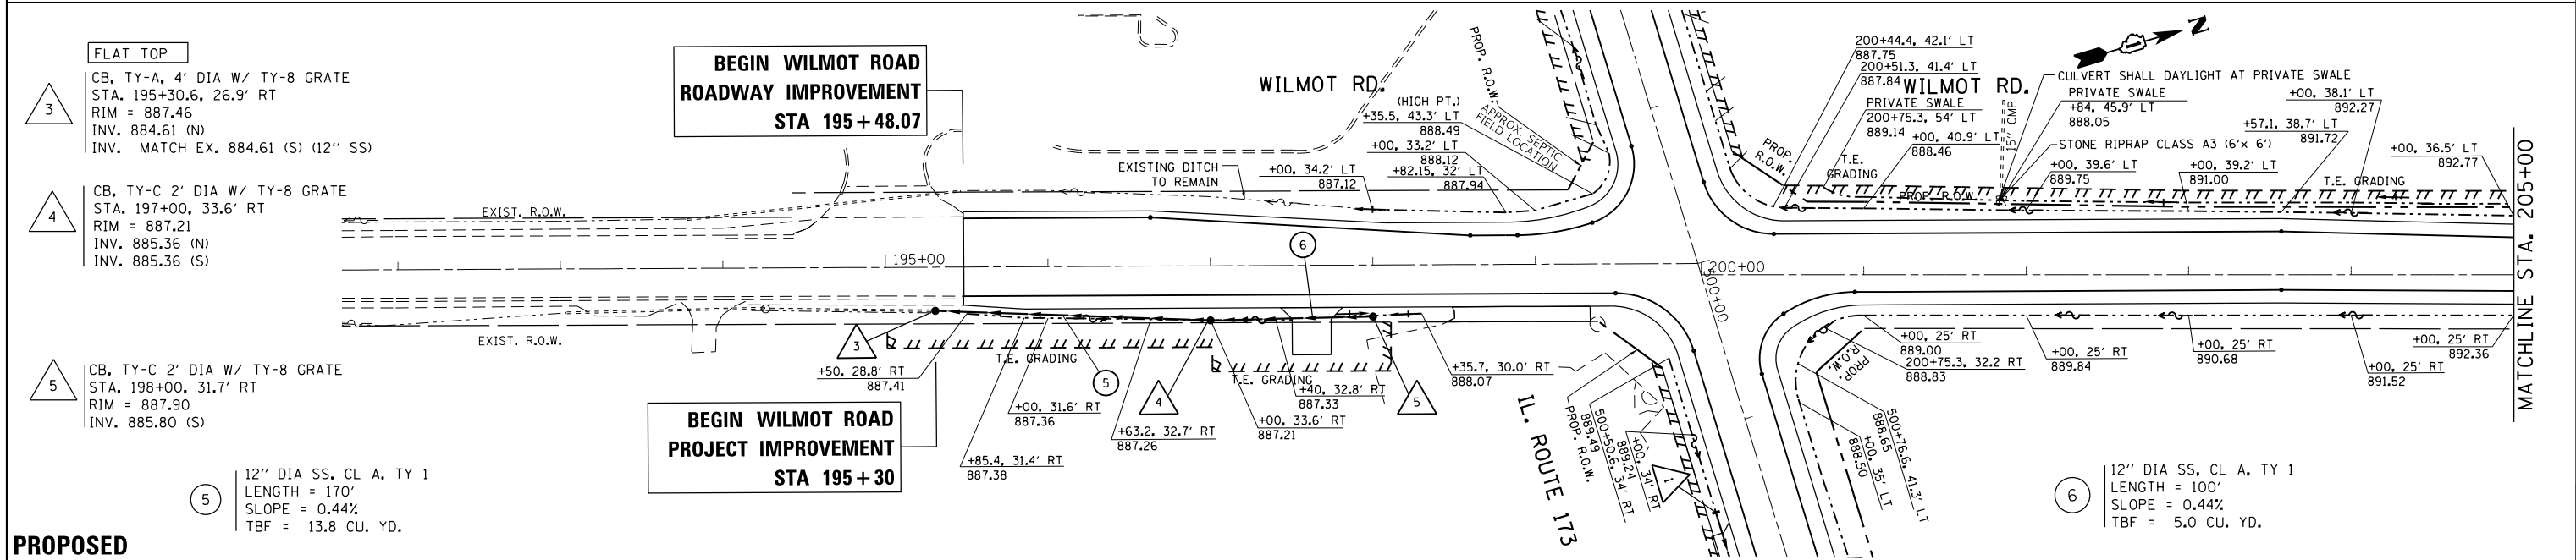 FLAT TOP
3
CB, TY-A, 4' DIA W/ TY-8 GRATE
STA. 195+30.6, 26.9' RT
RIM = 887.46
INV. 884.61 (N)
INV.  MATCH EX. 884.61 (S) (12'' SS)
4
CB, TY-C 2' DIA W/ TY-8 GRATE
STA. 197+00, 33.6' RT
RIM = 887.21
INV. 885.36 (N)
INV. 885.36 (S)
5
CB, TY-C 2' DIA W/ TY-8 GRATE
STA. 198+00, 31.7' RT
RIM = 887.90
INV. 885.80 (S)
5
12'' DIA SS, CL A, TY 1
LENGTH = 170'
SLOPE = 0.44%
TBF =  13.8 CU. YD.
PROPOSED
BEGIN WILMOT ROAD
ROADWAY IMPROVEMENT
STA 195+48.07
WILMOT RD.
PROP. R.O.W.
APPROX. SEPTIC
FIELD LOCATION
(HIGH PT.)
+35.5, 43.3' LT
888.49
+00, 33.2' LT
888.12
+82.15, 32' LT
887.94
+00, 34.2' LT
887.12
EXISTING DITCH
TO REMAIN
EXIST. R.O.W.
195+00
6
200+00
500+00
EXIST. R.O.W.
3
T.E. GRADING
5
4
T.E. GRADING
5
+50, 28.8' RT
887.41
+85.4, 31.4' RT
887.38
+00, 31.6' RT
887.36
+63.2, 32.7' RT
887.26
+00, 33.6' RT
887.21
+40, 32.8' RT
887.33
+35.7, 30.0' RT
888.07
BEGIN WILMOT ROAD
PROJECT IMPROVEMENT
STA 195+30
IL. ROUTE 173
PROP. R.O.W.
500+50.6, 34' RT
889.49
+00, 34' RT
889.24
1
200+44.4, 42.1' LT
887.75
200+51.3, 41.4' LT
887.84
WILMOT RD.
PRIVATE SWALE
200+75.3, 54' LT
889.14
+00, 40.9' LT
888.46
PROP.
R.O.W.
T.E.
GRADING
PROP. R.O.W.
15'' CMP
N
CULVERT SHALL DAYLIGHT AT PRIVATE SWALE
PRIVATE SWALE
+84, 45.9' LT
888.05
STONE RIPRAP CLASS A3 (6'x 6')
+00, 39.6' LT
889.75
+00, 39.2' LT
891.00
+57.1, 38.7' LT
891.72
+00, 38.1' LT
892.27
+00, 36.5' LT
892.77
T.E. GRADING
MATCHLINE STA. 205+00
PROP.
R.O.W.
+00, 25' RT
889.00
200+75.3, 32.2 RT
888.83
+00, 25' RT
889.84
+00, 25' RT
890.68
+00, 25' RT
891.52
+00, 25' RT
892.36
500+76.6, 41.3' LT
888.65
+00, 35' LT
888.50
6
12'' DIA SS, CL A, TY 1
LENGTH = 100'
SLOPE = 0.44%
TBF =  5.0 CU. YD.